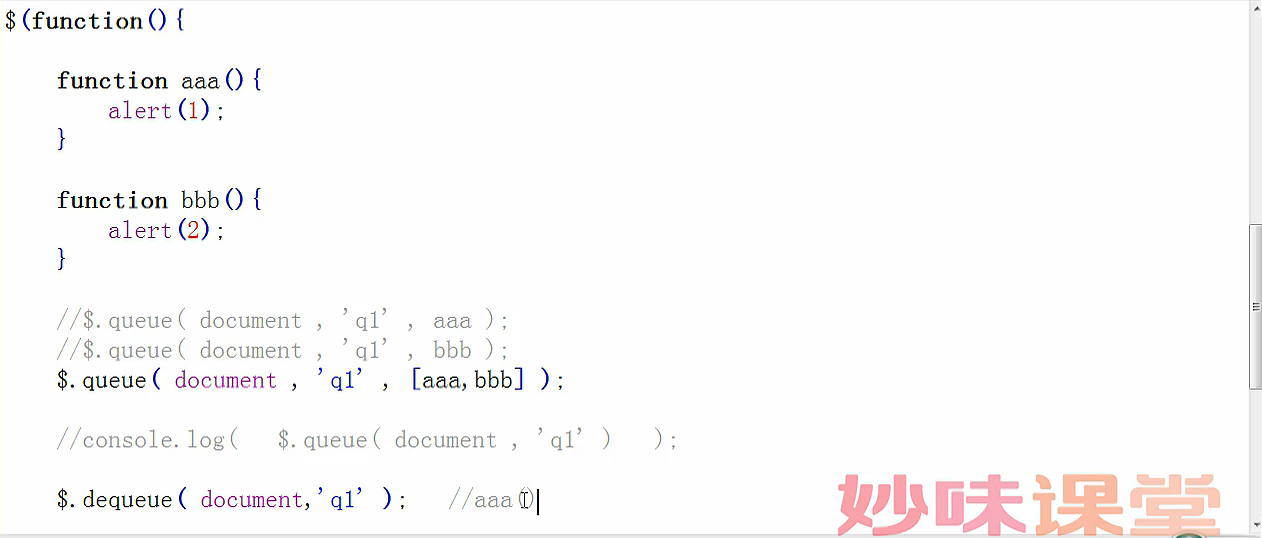 $(function(){
function aaa(){
alert(1);
}
function bbb(){
alert(2);
}
//$.queue( document , 'q1' , aaa );
//$.queue( document , 'q1' , bbb );
$.queue( document , 'q1' , [aaa,bbb] );
//console.log(   $.queue( document , 'q1' )   );
$.dequeue( document,'q1' );   //aaa()
妙味课堂